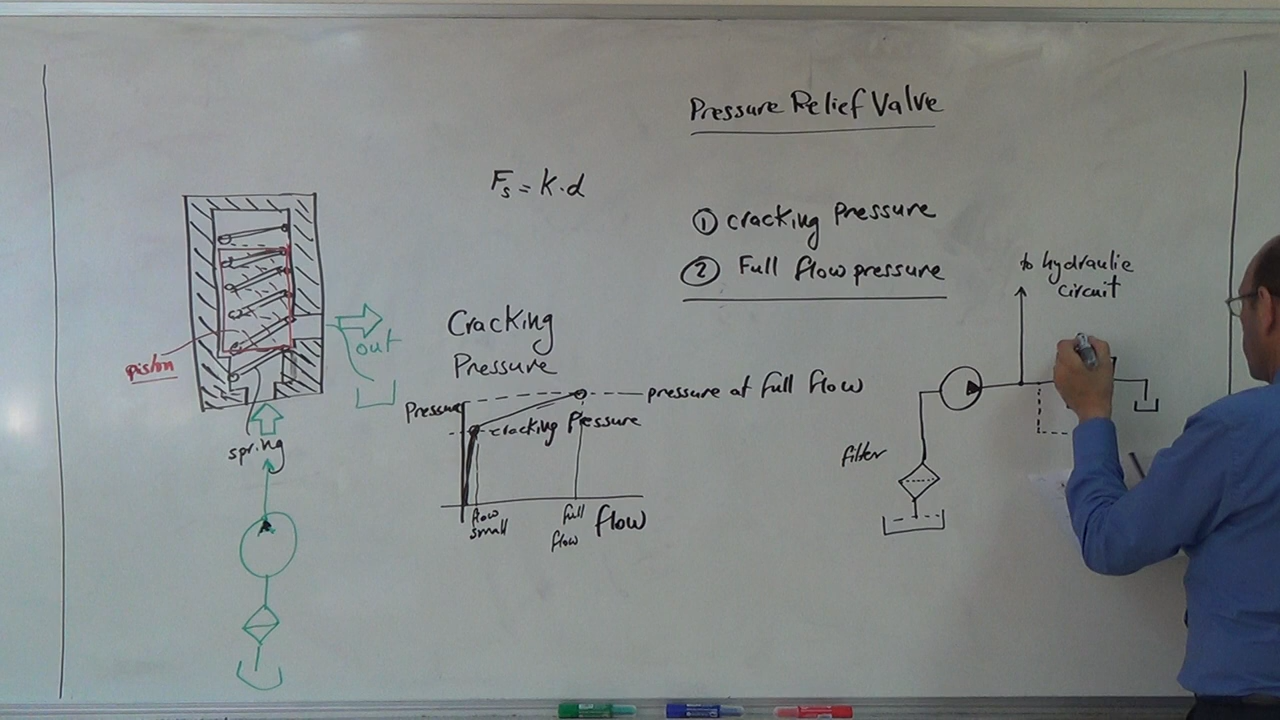 Pressure Relief Valve
Fs = K.d
① cracking pressure
② Full flow pressure
to hydraulic
circuit
out
Cracking
Pressure
piston
pressure at full flow
Pressure
cracking pressure
spring
filter
flow
small
full
flow
flow